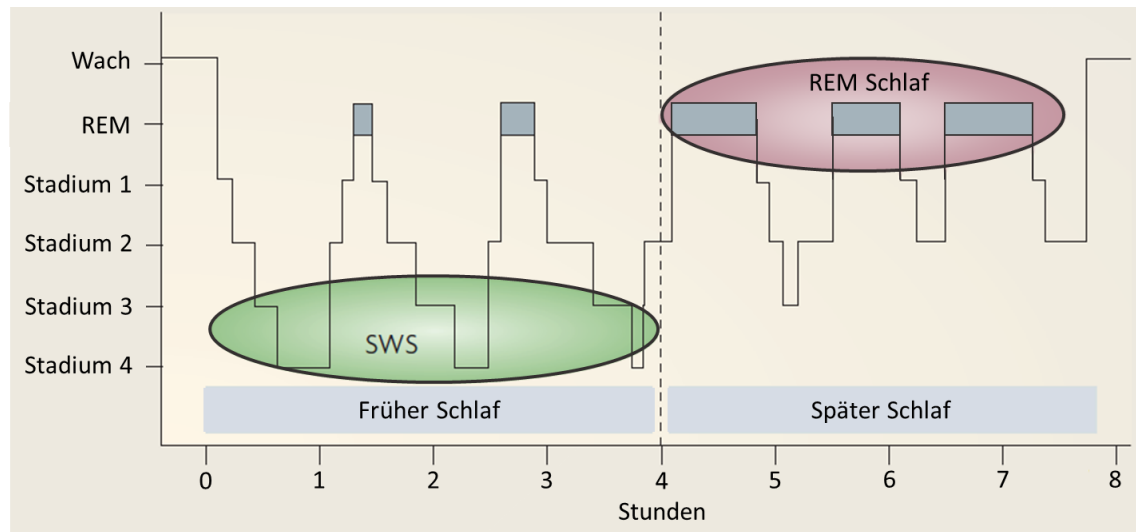 Wach
REM
Stadium 1
Stadium 2
Stadium 3
Stadium 4
REM Schlaf
SWS
Früher Schlaf
Später Schlaf
0 1 2 3 4 5 6 7 8
Stunden